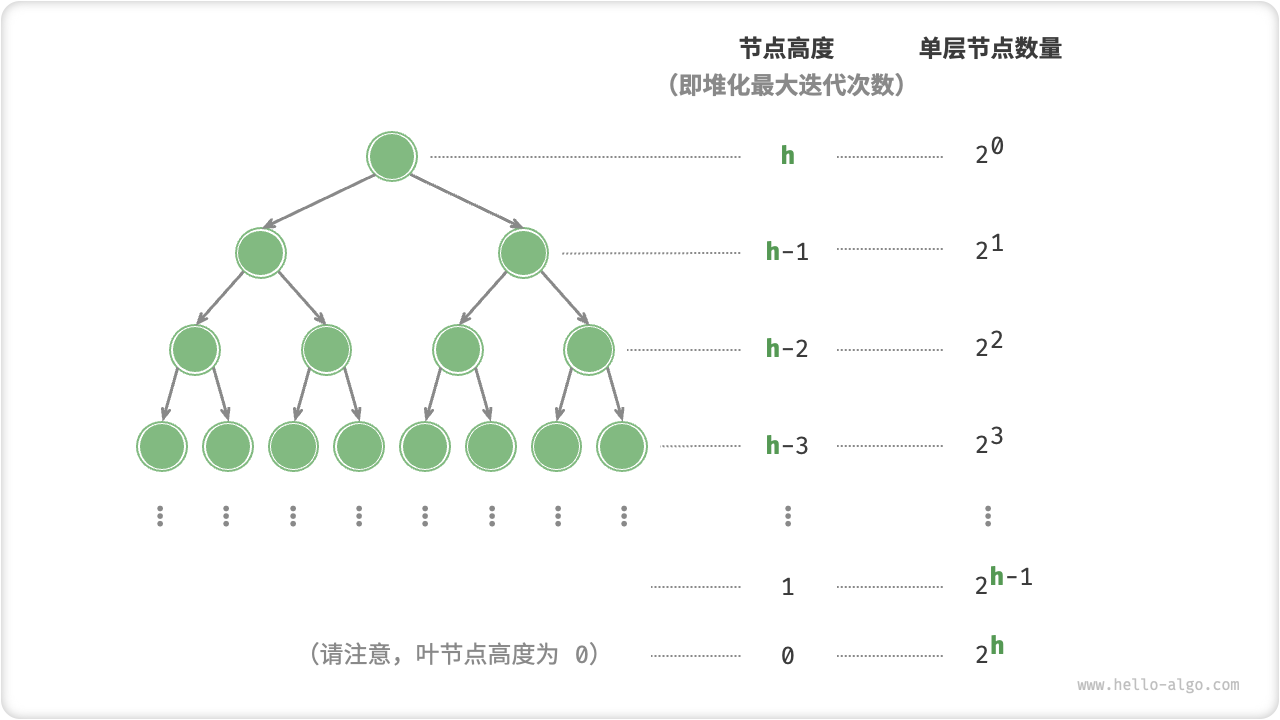 节点高度 单层节点数量
（即堆化最大迭代次数）
h 2^0
h-1 2^1
h-2 2^2
h-3 2^3
1 2^h-1
（请注意，叶节点高度为 0） 0 2^h
www.hello-algo.com